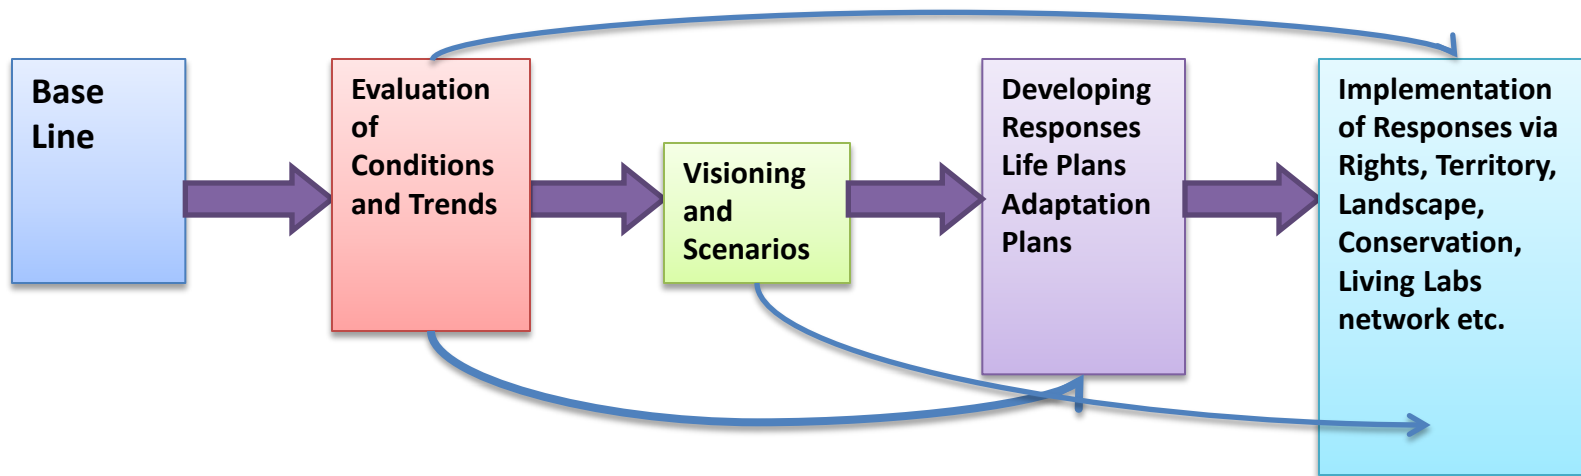 Base
Line
Evaluation
of
Conditions
and Trends
Visioning
and
Scenarios
Developing
Responses
Life Plans
Adaptation
Plans
Implementation
of Responses via
Rights, Territory,
Landscape,
Conservation,
Living Labs
network etc.